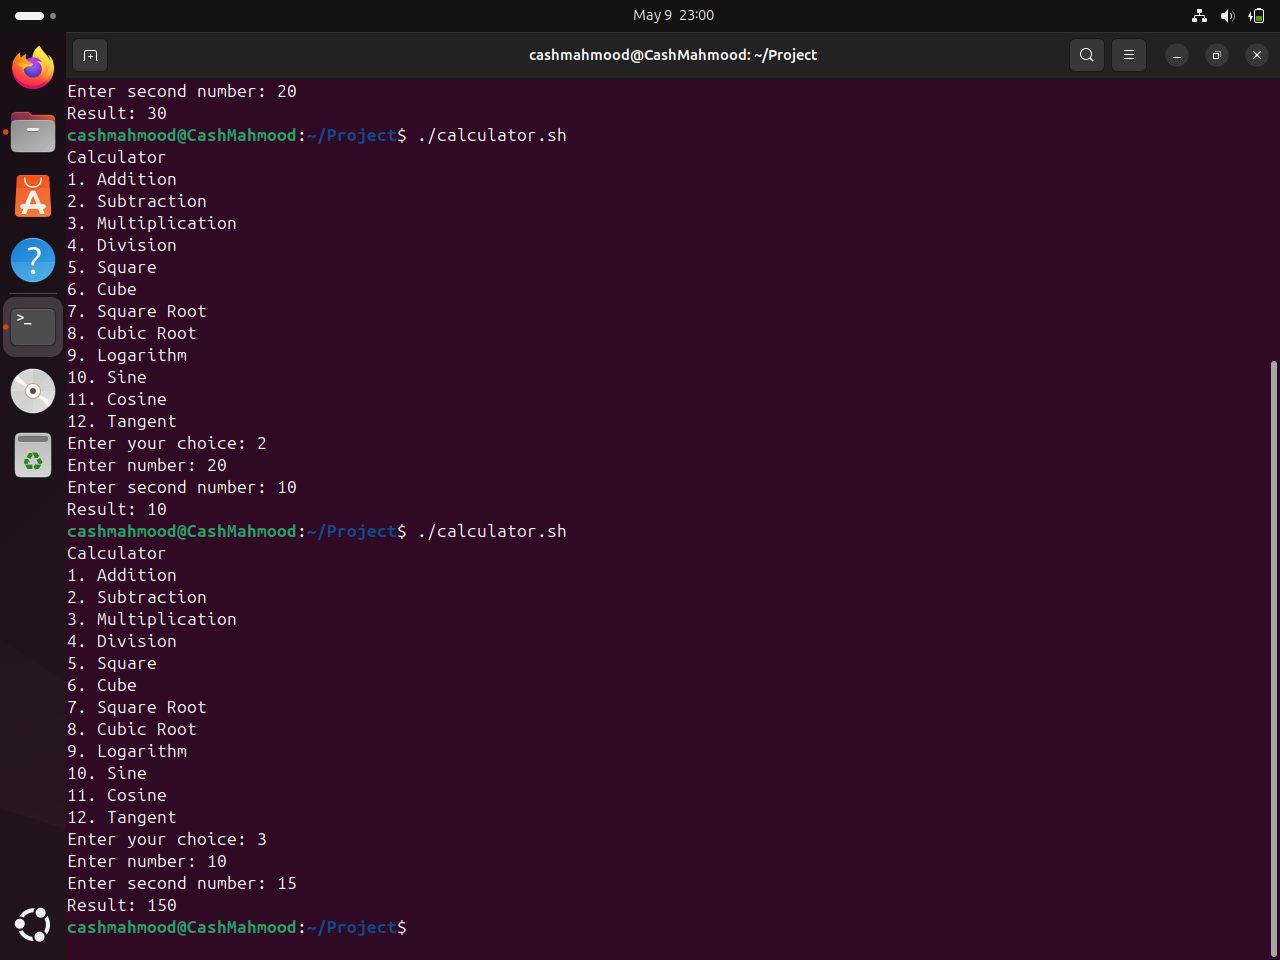 May 9 23:00
cashmahmood@CashMahmood: ~/Project
Enter second number: 20
Result: 30
cashmahmood@CashMahmood:~/Project$ ./calculator.sh
Calculator
1. Addition
2. Subtraction
3. Multiplication
4. Division
5. Square
6. Cube
7. Square Root
8. Cubic Root
9. Logarithm
10. Sine
11. Cosine
12. Tangent
Enter your choice: 2
Enter number: 20
Enter second number: 10
Result: 10
cashmahmood@CashMahmood:~/Project$ ./calculator.sh
Calculator
1. Addition
2. Subtraction
3. Multiplication
4. Division
5. Square
6. Cube
7. Square Root
8. Cubic Root
9. Logarithm
10. Sine
11. Cosine
12. Tangent
Enter your choice: 3
Enter number: 10
Enter second number: 15
Result: 150
cashmahmood@CashMahmood:~/Project$